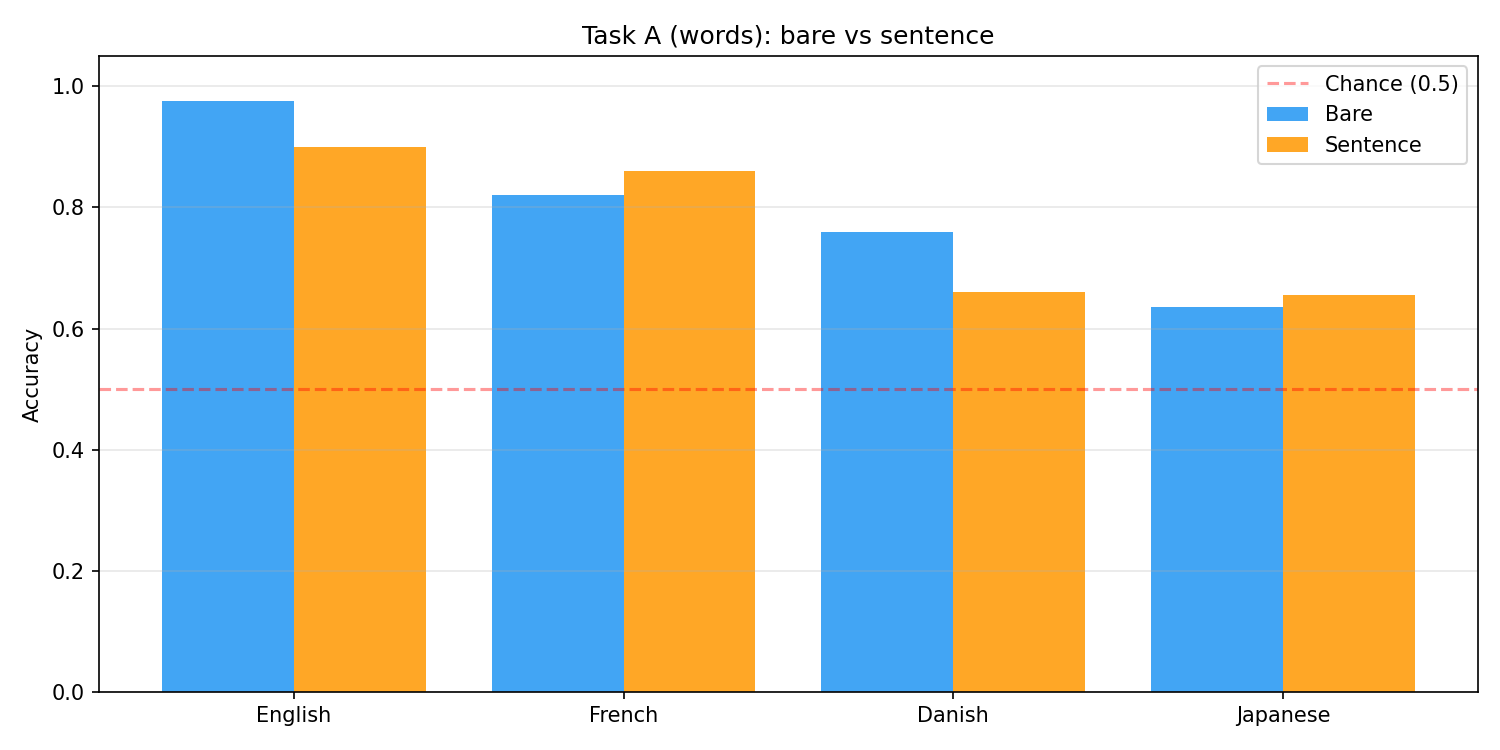 Task A (words): bare vs sentence
Chance (0.5)
Bare
Sentence
Accuracy
1.0
0.8
0.6
0.4
0.2
0.0
English
French
Danish
Japanese